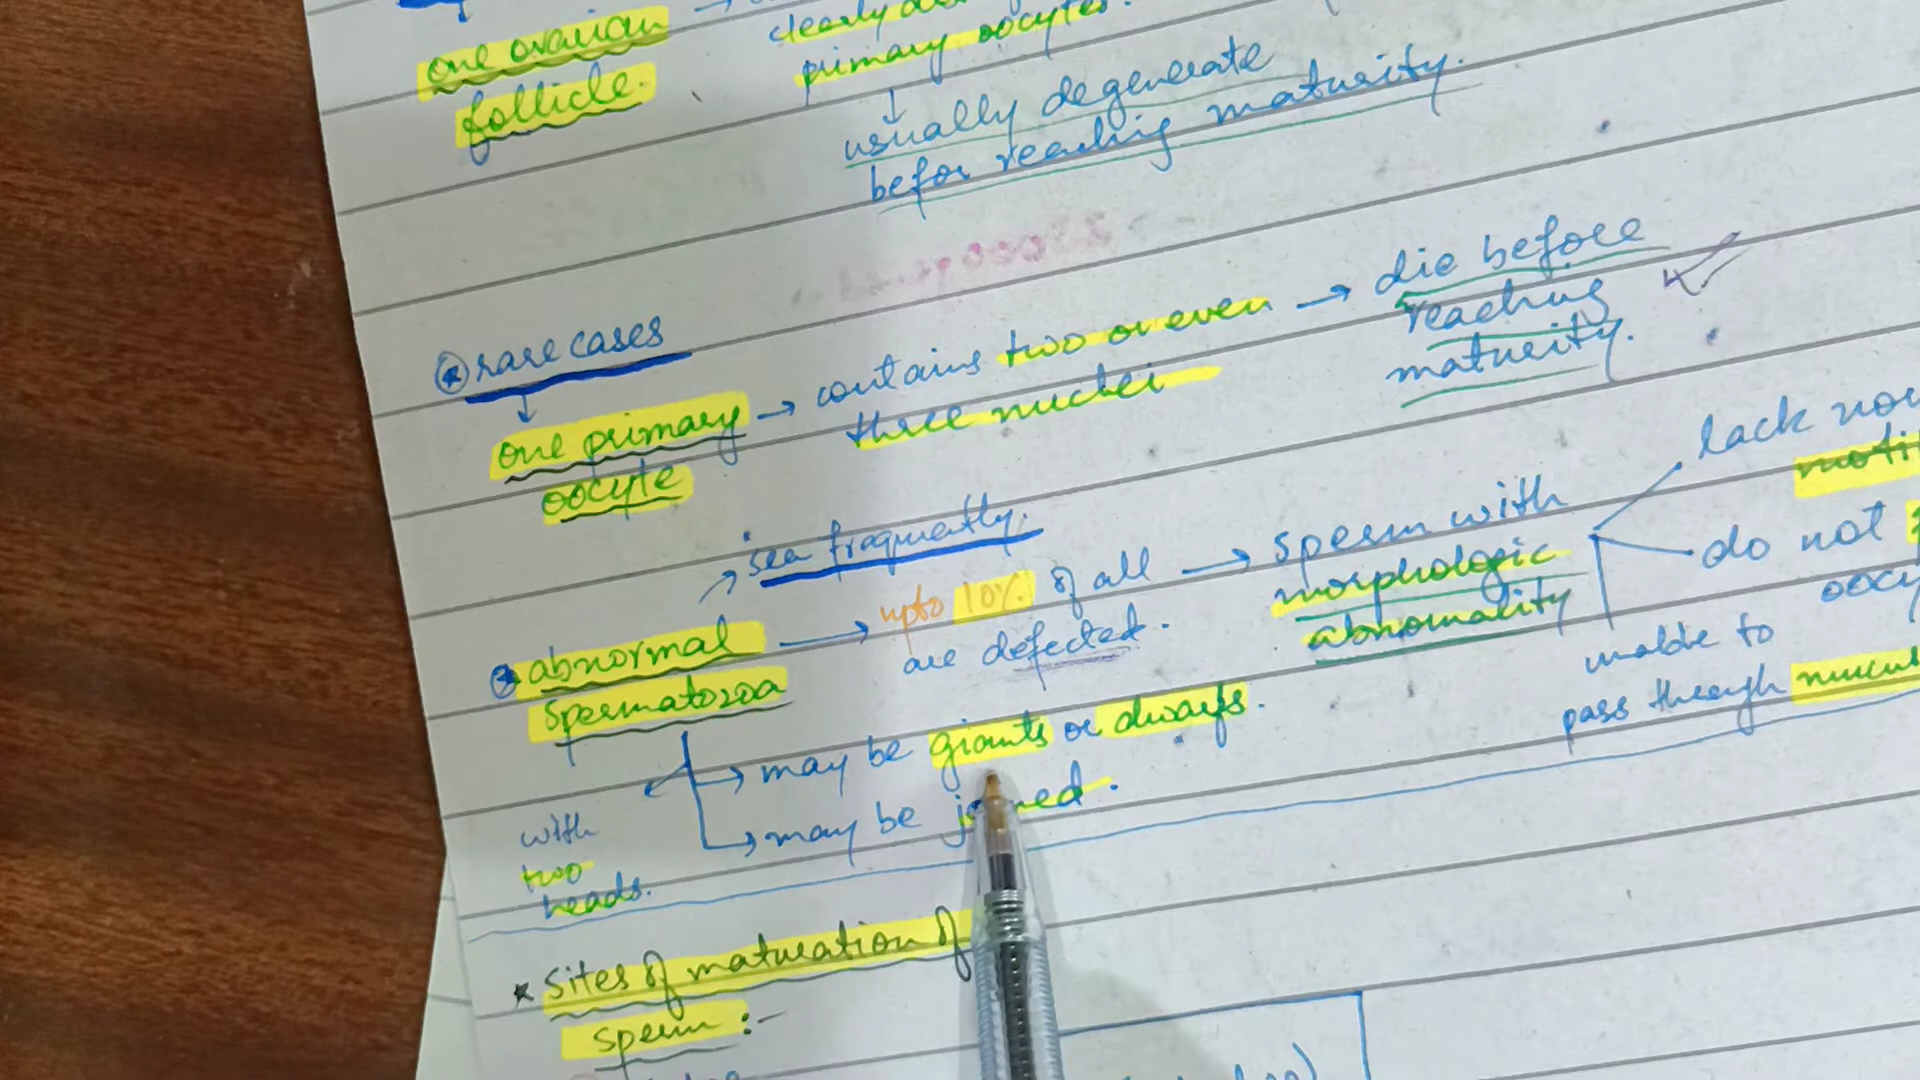 one ovarian
follicle.
clearly
primary oocytes.
usually degenerate
befor reaching maturity.
rare cases
one primary
oocyte
contains two or even
three nuclei
die before
reaching
maturity.
seen frequently.
abnormal
spermatozoa
upto 10% of all
are defected.
sperm with
morphologic
abnormality
lack
do not
unable to
pass through
may be giants or dwarfs.
may be joined.
with
two
heads.
* Sites of maturation of
sperm :-